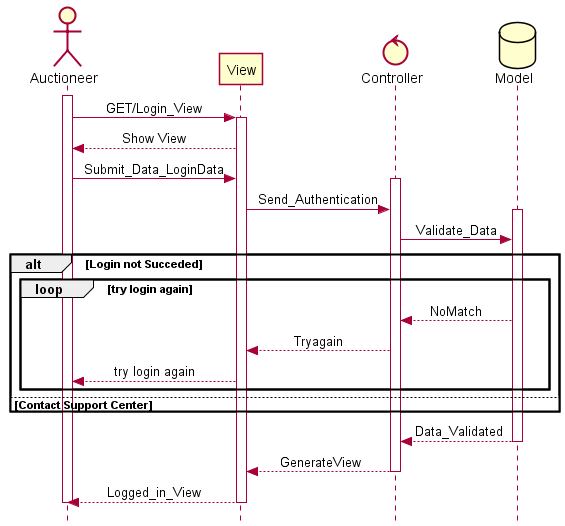 Auctioneer
View
Controller
Model
GET/Login_View
Show View
Submit_Data_LoginData
Send_Authentication
Validate_Data
alt [Login not Succeded]
loop [try login again]
NoMatch
Tryagain
try login again
[Contact Support Center]
Data_Validated
GenerateView
Logged_in_View